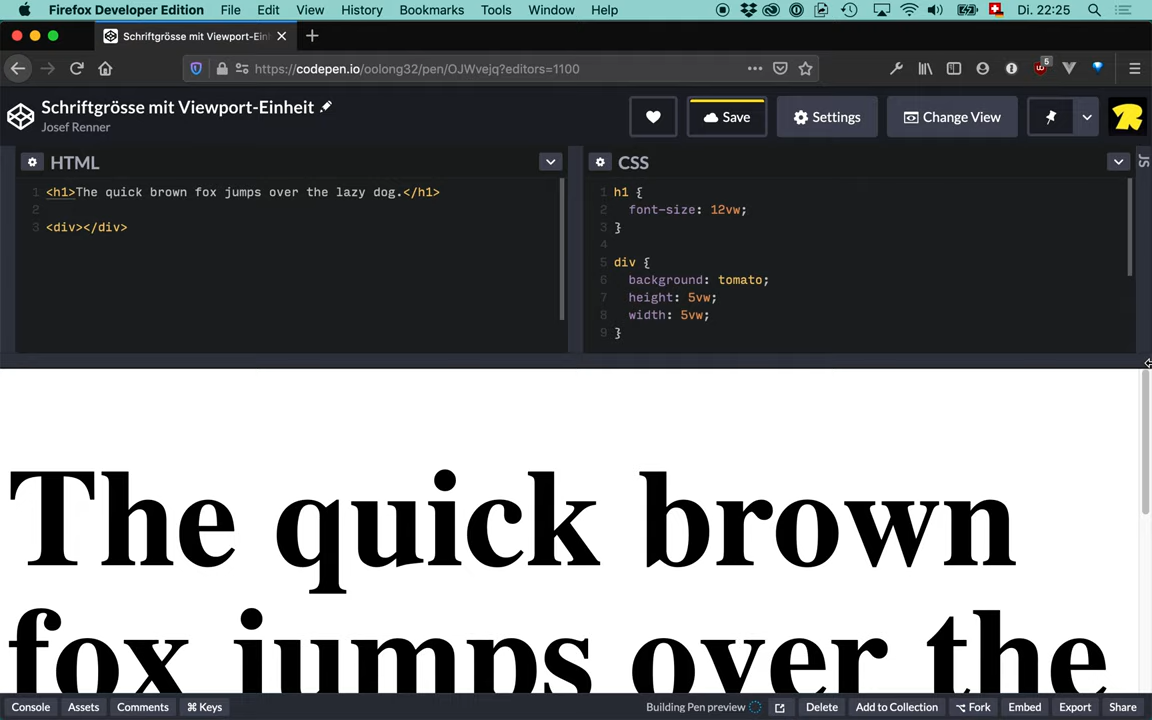 Firefox Developer Edition File Edit View History Bookmarks Tools Window Help Di. 22:25
Schriftgrösse mit Viewport-Ein
https://codepen.io/oolong32/pen/OJWvejq?editors=1100
5
Schriftgrösse mit Viewport-Einheit
Josef Renner
Save
Settings
Change View
HTML
1 <h1>The quick brown fox jumps over the lazy dog.</h1>
2
3 <div></div>
CSS
1 h1 {
2 font-size: 12vw;
3 }
4
5 div {
6 background: tomato;
7 height: 5vw;
8 width: 5vw;
9 }
JS
The quick brown
fox jumps over the
Console Assets Comments ⌘ Keys Building Pen preview Delete Add to Collection Fork Embed Export Share